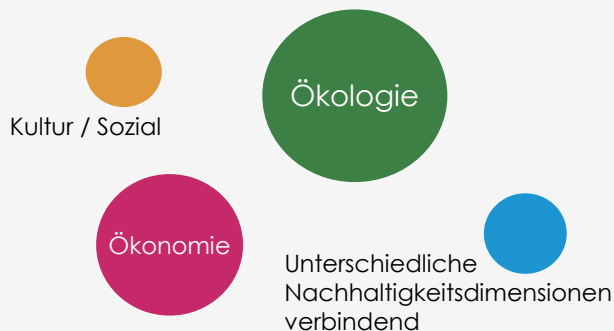 Ökologie
Kultur / Sozial
Ökonomie
Unterschiedliche
Nachhaltigkeitsdimensionen
verbindend